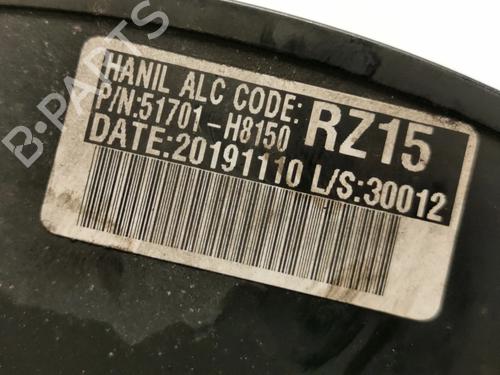 HANIL ALC CODE:
P/N:51701-H8150 RZ15
DATE:20191110 L/S:30012
B-PARTS